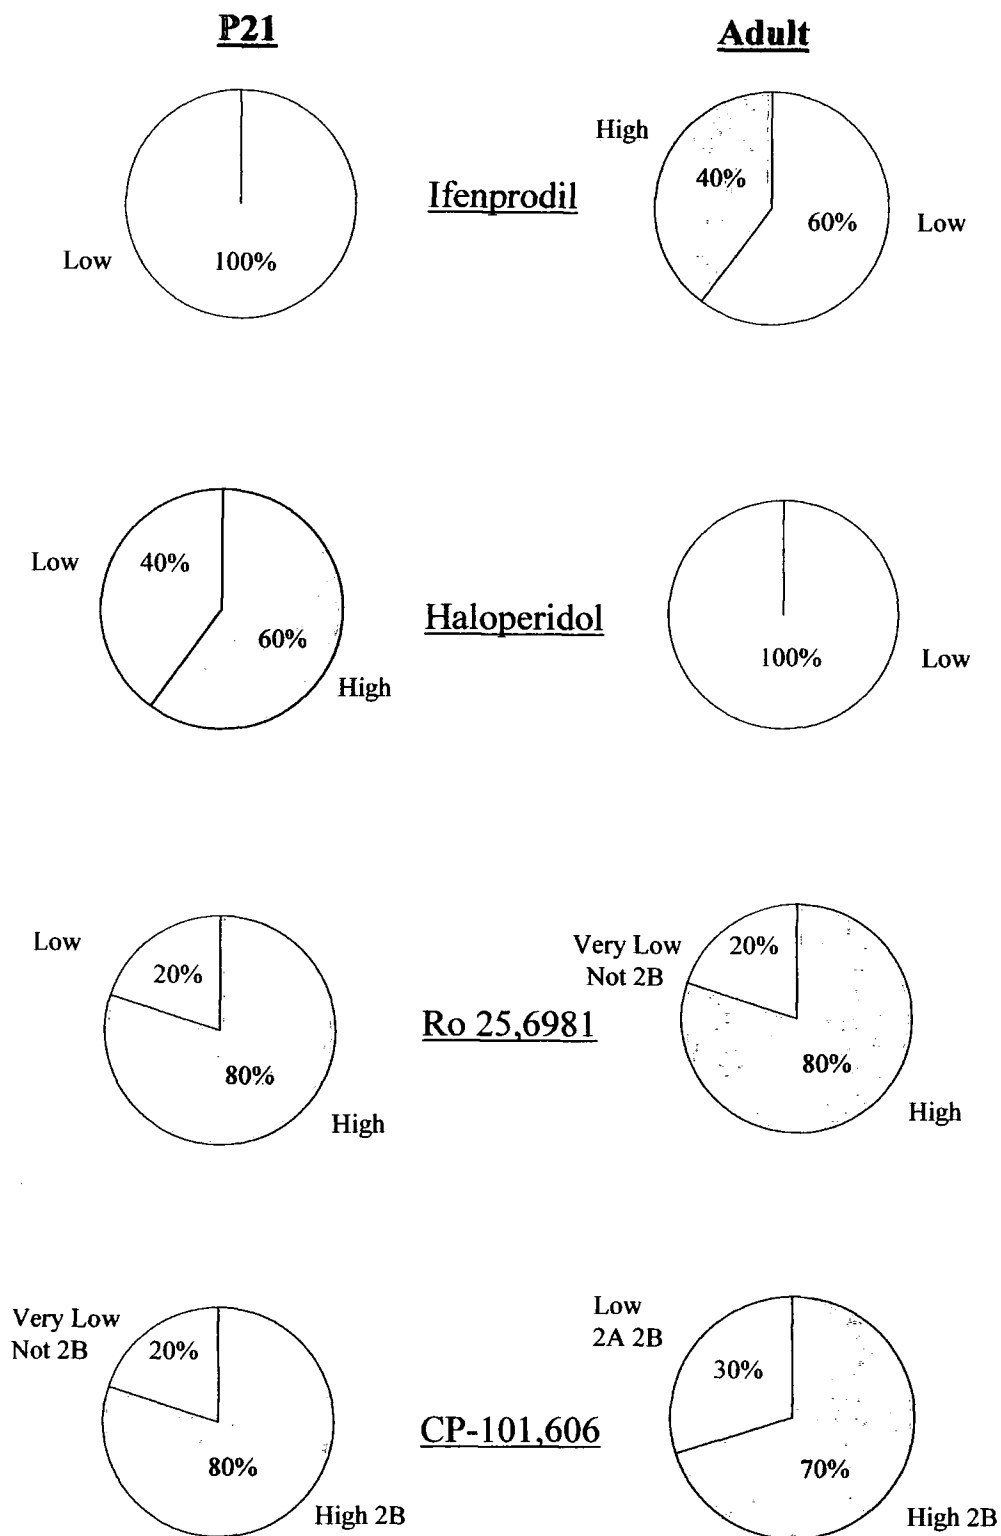 P21
Adult
High
40%
60%
Low
Ifenprodil
Low
100%
Low
40%
60%
High
Haloperidol
100%
Low
Low
20%
80%
High
Ro 25,6981
Very Low
Not 2B
20%
80%
High
Very Low
Not 2B
20%
80%
High 2B
CP-101,606
Low
2A 2B
30%
70%
High 2B